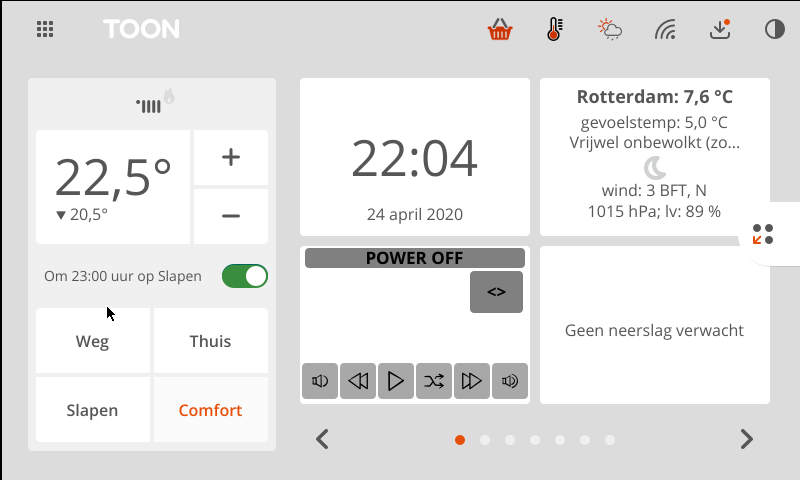 TOON
22,5°
20,5°
Om 23:00 uur op Slapen
Weg
Thuis
Slapen
Comfort
22:04
24 april 2020
Rotterdam: 7,6 °C
gevoelstemp: 5,0 °C
Vrijwel onbewolkt (zo...
wind: 3 BFT, N
1015 hPa; lv: 89 %
POWER OFF
<>
Geen neerslag verwacht